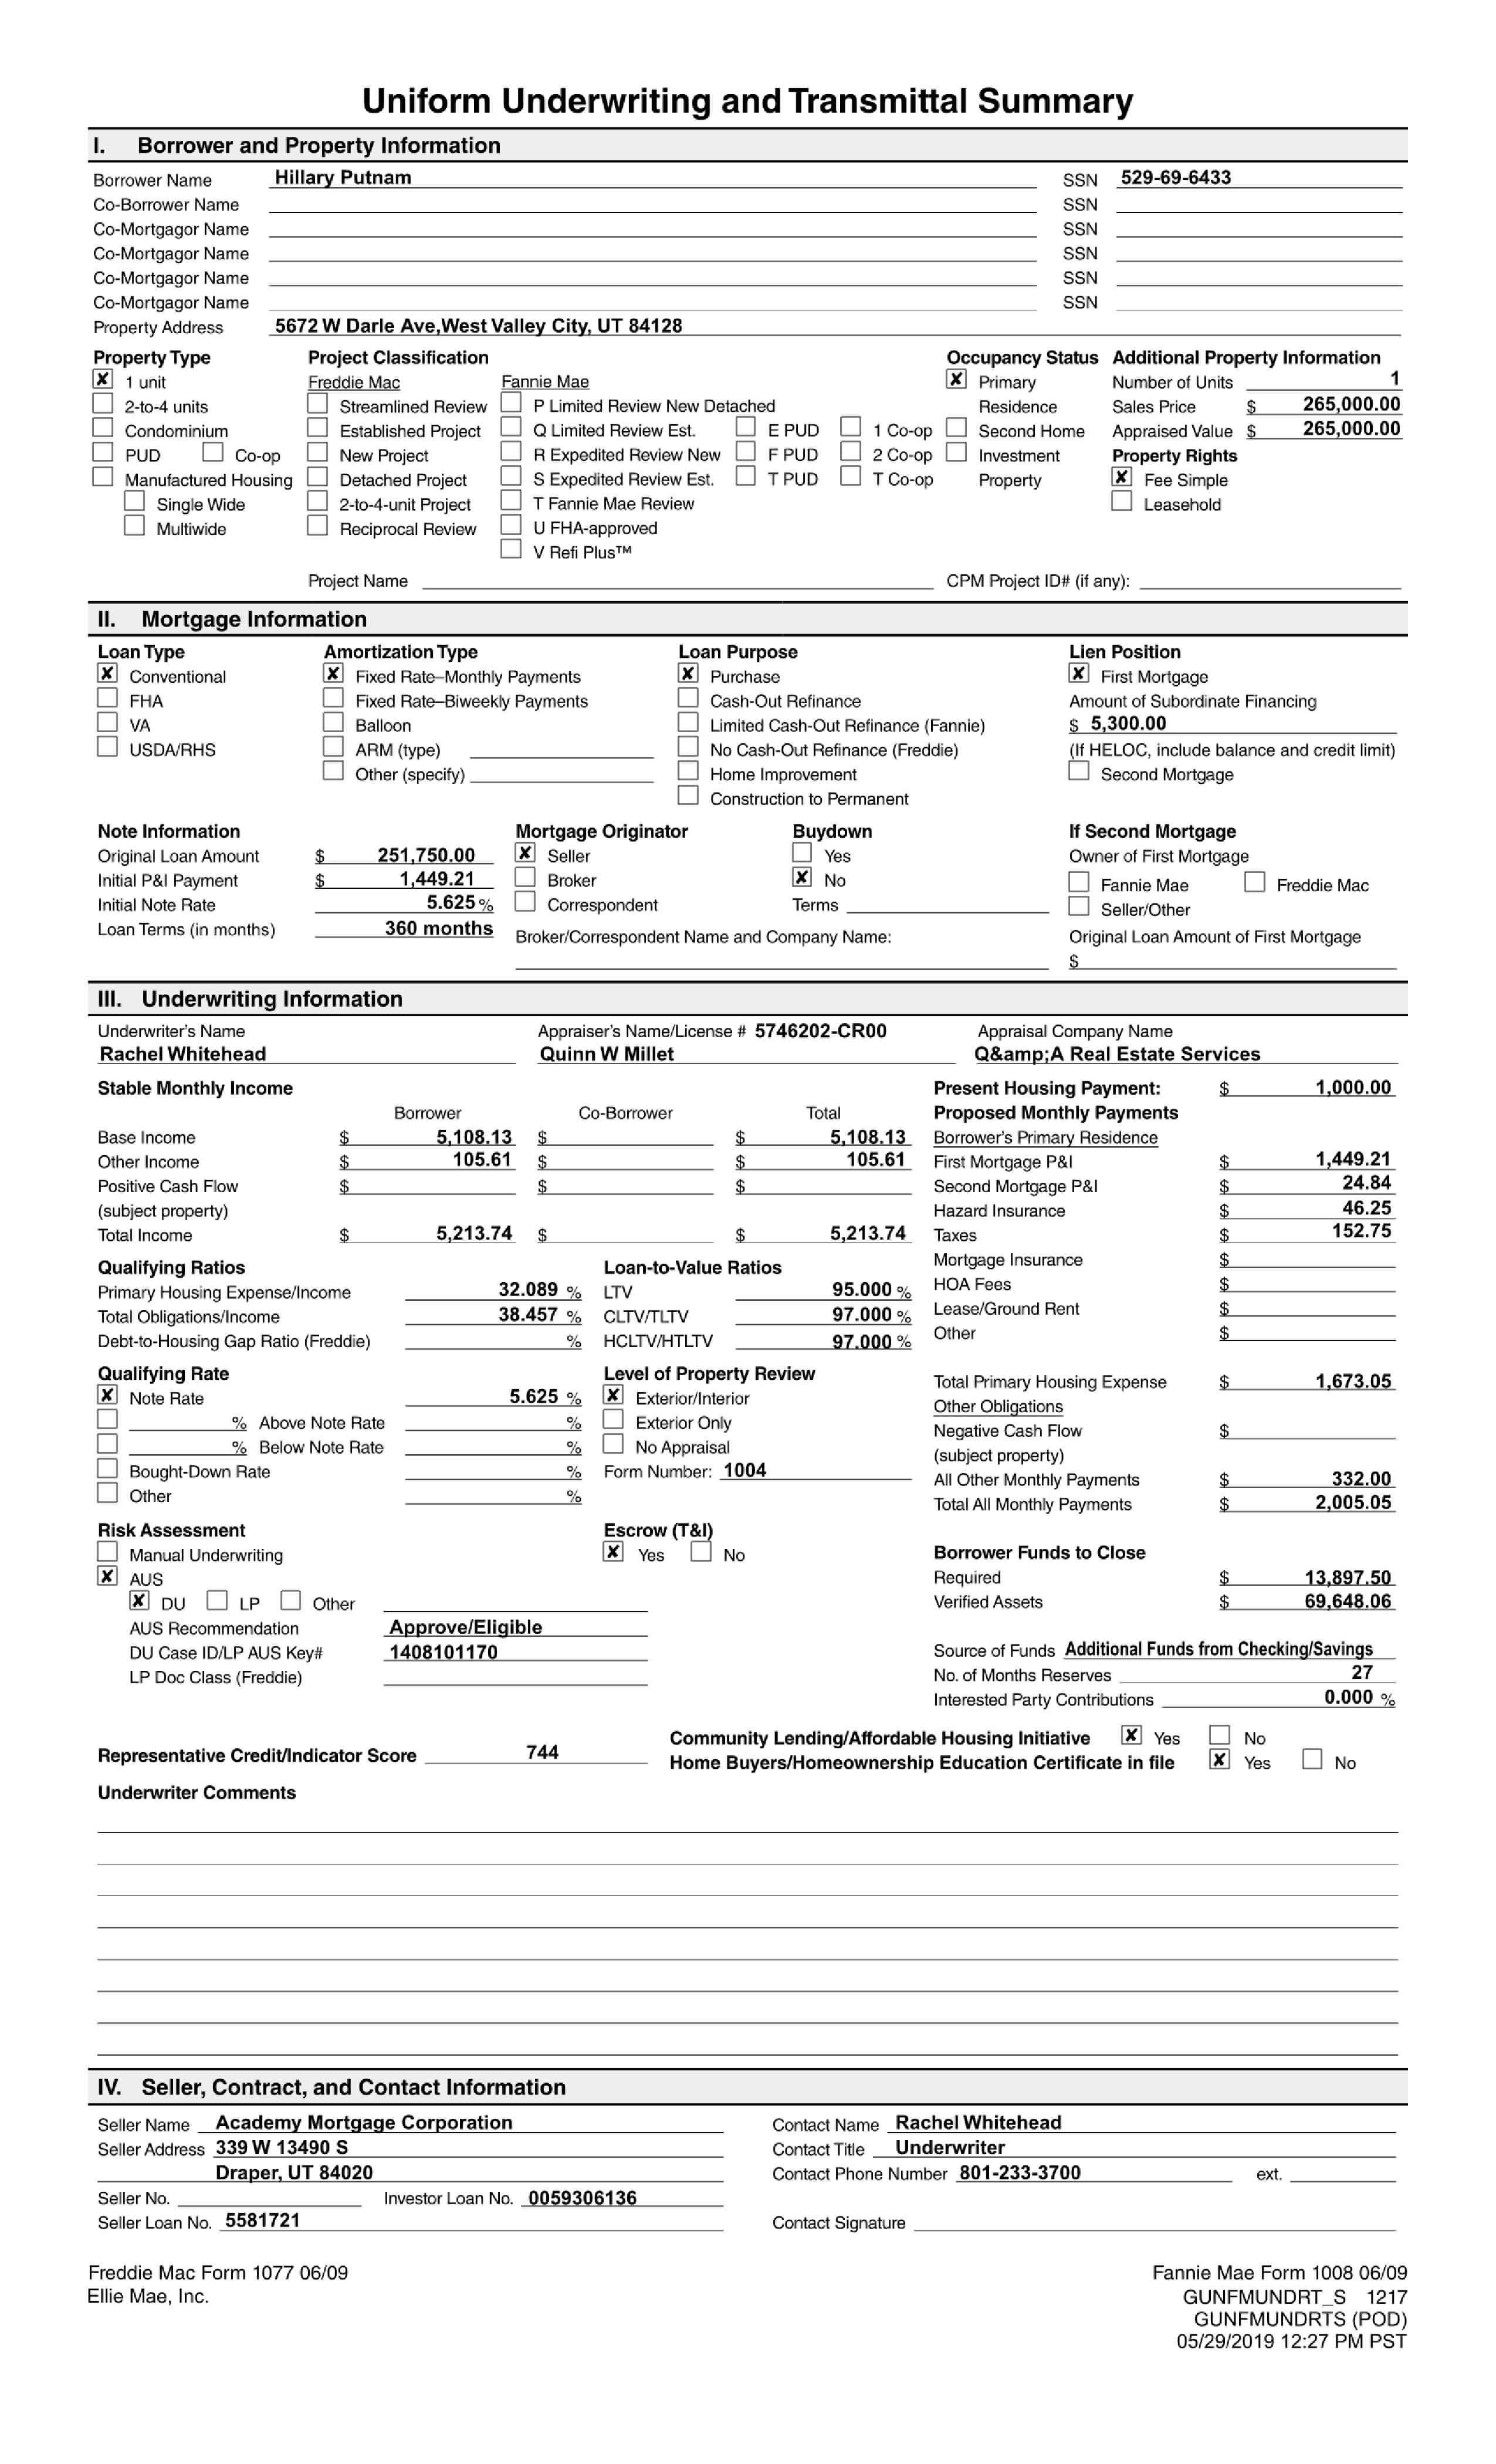 Uniform Underwriting and Transmittal Summary
I. Borrower and Property Information
Borrower Name Hillary Putnam SSN 529-69-6433
Co-Borrower Name SSN
Co-Mortgagor Name SSN
Co-Mortgagor Name SSN
Co-Mortgagor Name SSN
Co-Mortgagor Name SSN
Property Address 5672 W Darle Ave,West Valley City, UT 84128
Property Type Project Classification Occupancy Status Additional Property Information
✘ 1 unit Freddie Mac Fannie Mae ✘ Primary Number of Units 1
2-to-4 units Streamlined Review P Limited Review New Detached Residence Sales Price $ 265,000.00
Condominium Established Project Q Limited Review Est. E PUD 1 Co-op Second Home Appraised Value $ 265,000.00
PUD Co-op New Project R Expedited Review New F PUD 2 Co-op Investment Property Rights
Manufactured Housing Detached Project S Expedited Review Est. T PUD T Co-op Property ✘ Fee Simple
Single Wide 2-to-4-unit Project T Fannie Mae Review Leasehold
Multiwide Reciprocal Review U FHA-approved
V Refi Plus™
Project Name CPM Project ID# (if any):
II. Mortgage Information
Loan Type Amortization Type Loan Purpose Lien Position
✘ Conventional ✘ Fixed Rate–Monthly Payments ✘ Purchase ✘ First Mortgage
FHA Fixed Rate–Biweekly Payments Cash-Out Refinance Amount of Subordinate Financing
VA Balloon Limited Cash-Out Refinance (Fannie) $ 5,300.00
USDA/RHS ARM (type) No Cash-Out Refinance (Freddie) (If HELOC, include balance and credit limit)
Other (specify) Home Improvement Second Mortgage
Construction to Permanent
Note Information Mortgage Originator Buydown If Second Mortgage
Original Loan Amount $ 251,750.00 ✘ Seller Yes Owner of First Mortgage
Initial P&I Payment $ 1,449.21 Broker ✘ No Fannie Mae Freddie Mac
Initial Note Rate 5.625 % Correspondent Terms Seller/Other
Loan Terms (in months) 360 months Broker/Correspondent Name and Company Name: Original Loan Amount of First Mortgage
$
III. Underwriting Information
Underwriter's Name Appraiser's Name/License # 5746202-CR00 Appraisal Company Name
Rachel Whitehead Quinn W Millet Q&amp;A Real Estate Services
Stable Monthly Income Present Housing Payment: $ 1,000.00
Borrower Co-Borrower Total Proposed Monthly Payments
Base Income $ 5,108.13 $ $ 5,108.13 Borrower's Primary Residence
Other Income $ 105.61 $ $ 105.61 First Mortgage P&I $ 1,449.21
Positive Cash Flow $ $ $ Second Mortgage P&I $ 24.84
(subject property) Hazard Insurance $ 46.25
Total Income $ 5,213.74 $ $ 5,213.74 Taxes $ 152.75
Qualifying Ratios Loan-to-Value Ratios Mortgage Insurance $
Primary Housing Expense/Income 32.089 % LTV 95.000 % HOA Fees $
Total Obligations/Income 38.457 % CLTV/TLTV 97.000 % Lease/Ground Rent $
Debt-to-Housing Gap Ratio (Freddie) % HCLTV/HTLTV 97.000 % Other $
Qualifying Rate Level of Property Review Total Primary Housing Expense $ 1,673.05
✘ Note Rate 5.625 % ✘ Exterior/Interior Other Obligations
% Above Note Rate % Exterior Only Negative Cash Flow $
% Below Note Rate % No Appraisal (subject property)
Bought-Down Rate % Form Number: 1004 All Other Monthly Payments $ 332.00
Other % Total All Monthly Payments $ 2,005.05
Risk Assessment Escrow (T&I)
Manual Underwriting ✘ Yes No Borrower Funds to Close
✘ AUS Required $ 13,897.50
✘ DU LP Other Verified Assets $ 69,648.06
AUS Recommendation Approve/Eligible
DU Case ID/LP AUS Key# 1408101170 Source of Funds Additional Funds from Checking/Savings
LP Doc Class (Freddie) No. of Months Reserves 27
Interested Party Contributions 0.000 %
Community Lending/Affordable Housing Initiative ✘ Yes No
Representative Credit/Indicator Score 744 Home Buyers/Homeownership Education Certificate in file ✘ Yes No
Underwriter Comments
IV. Seller, Contract, and Contact Information
Seller Name Academy Mortgage Corporation Contact Name Rachel Whitehead
Seller Address 339 W 13490 S Contact Title Underwriter
Draper, UT 84020 Contact Phone Number 801-233-3700 ext.
Seller No. Investor Loan No. 0059306136
Seller Loan No. 5581721 Contact Signature
Freddie Mac Form 1077 06/09 Fannie Mae Form 1008 06/09
Ellie Mae, Inc. GUNFMUNDRT_S 1217
GUNFMUNDRTS (POD)
05/29/2019 12:27 PM PST